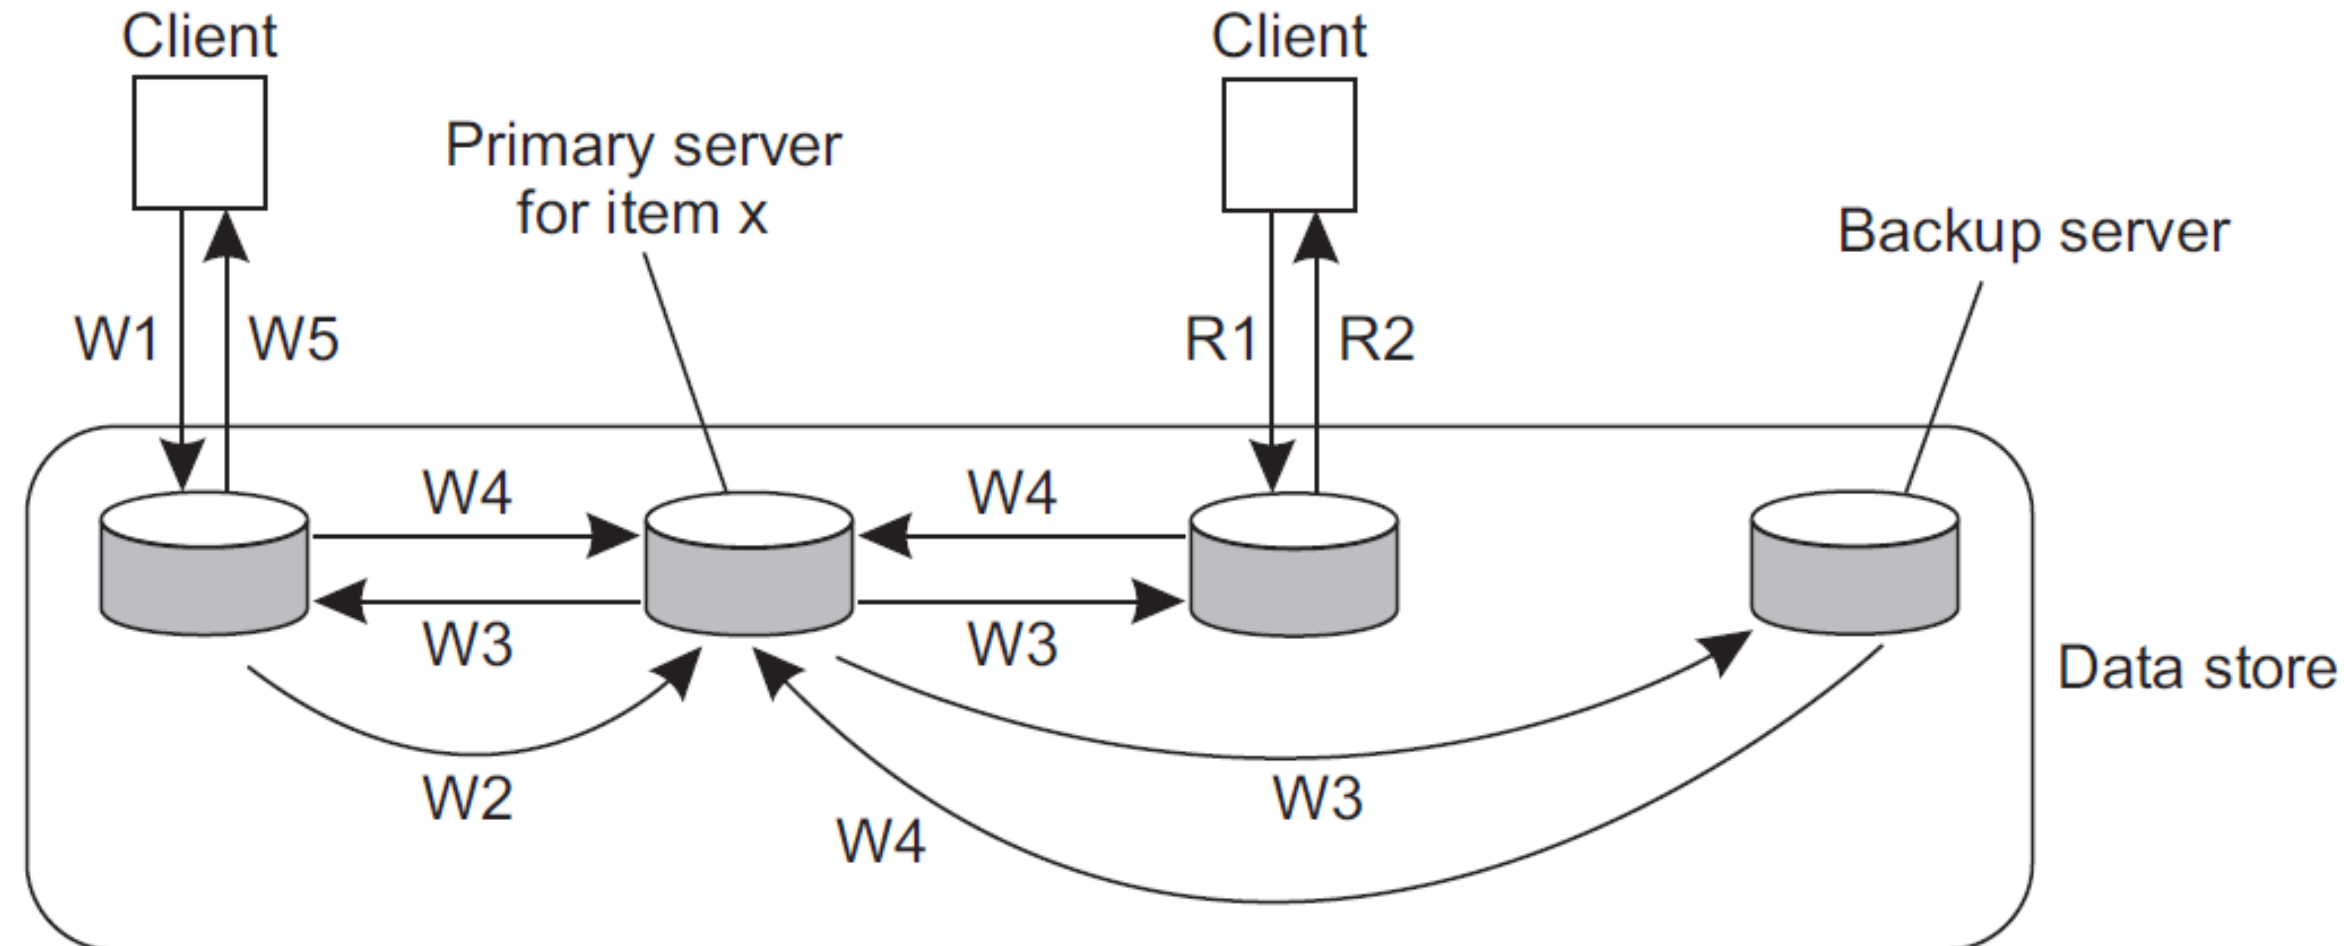 Client
Client
Primary server
for item x
Backup server
W1
W5
R1
R2
W4
W4
W3
W3
Data store
W2
W3
W4